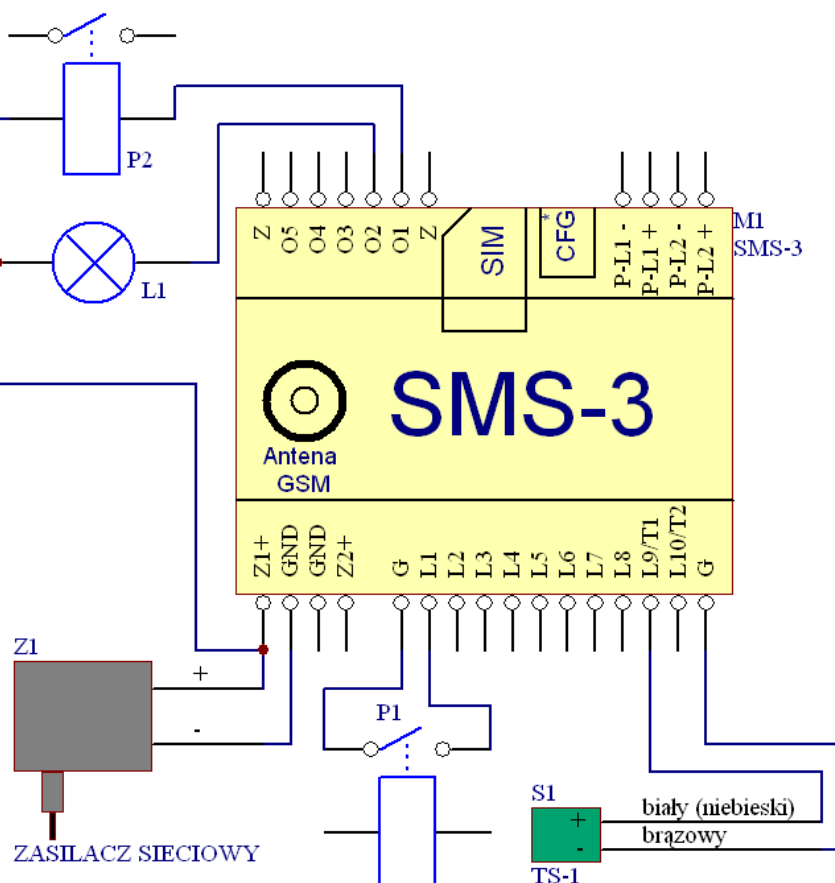 P2
L1
Z
O5
O4
O3
O2
O1
Z
SIM
* CFG
P-L1 -
P-L1 +
P-L2 -
P-L2 +
M1
SMS-3
SMS-3
Antena
GSM
Z1+
GND
GND
Z2+
G
L1
L2
L3
L4
L5
L6
L7
L8
L9/T1
L10/T2
G
Z1
+
-
ZASILACZ SIECIOWY
P1
S1
+
-
biały (niebieski)
brązowy
TS-1